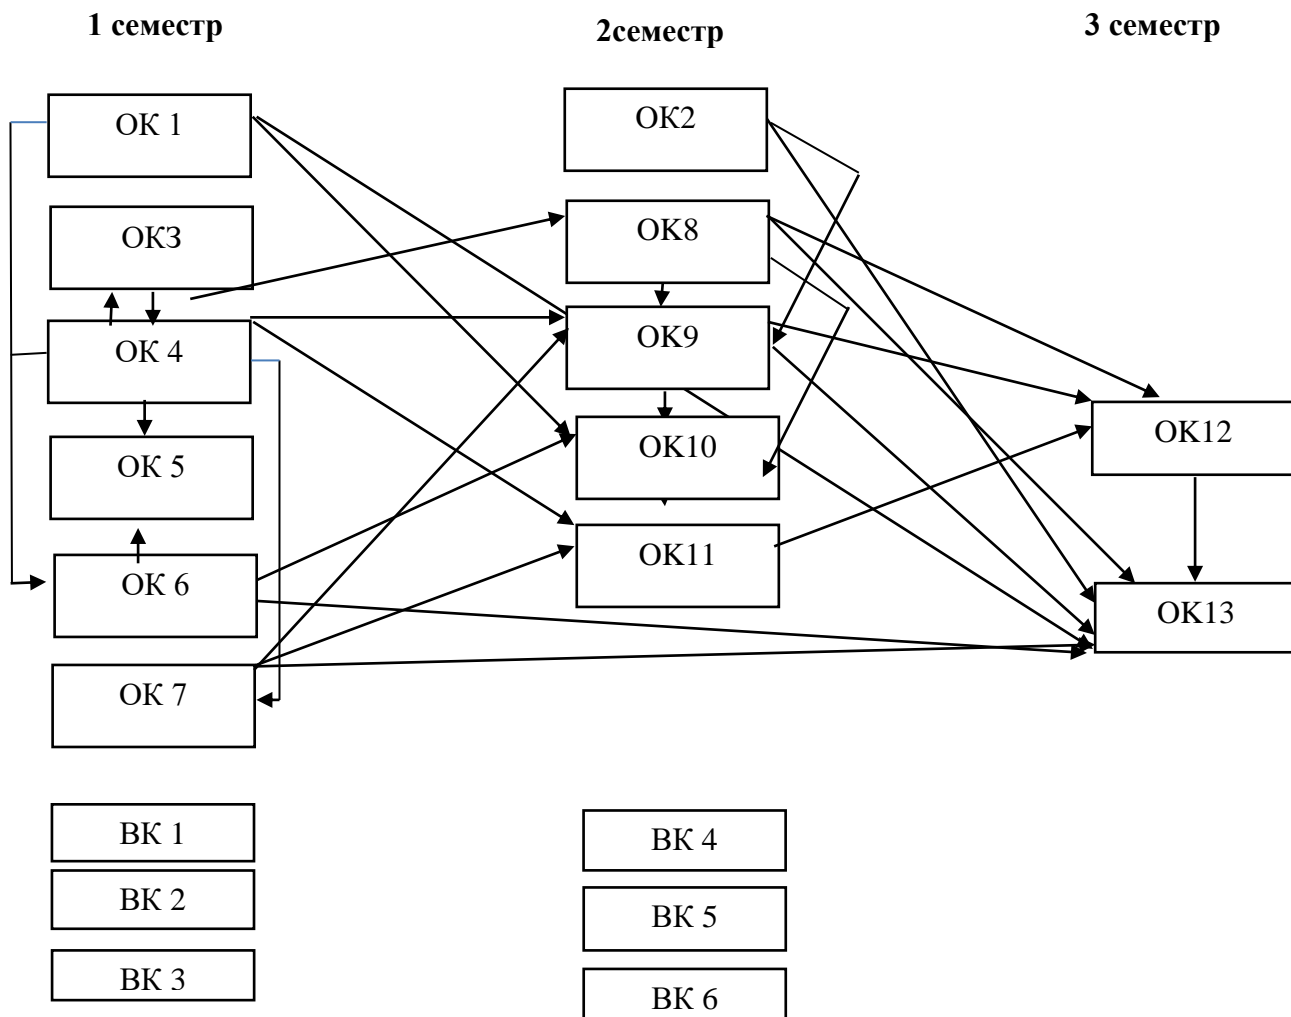 1 семестр
2семестр
3 семестр
ОК 1
ОК2
ОК3
ОК8
ОК 4
ОК9
ОК 5
ОК10
ОК12
ОК 6
ОК11
ОК13
ОК 7
ВК 1
ВК 4
ВК 2
ВК 5
ВК 3
ВК 6